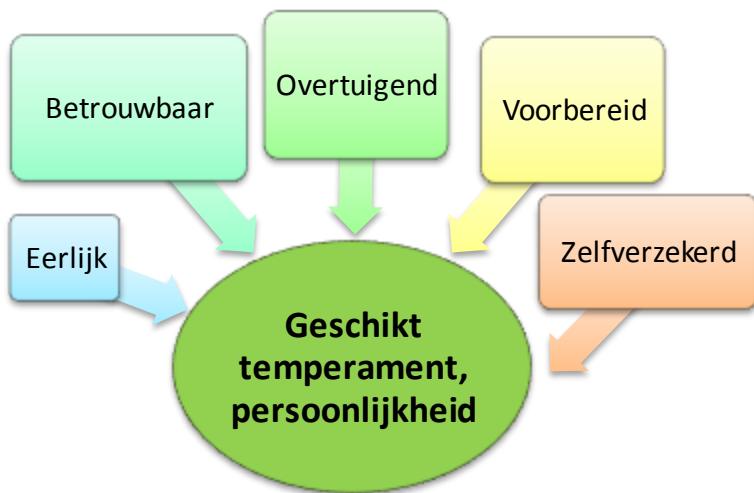 Betrouwbaar
Overtuigend
Voorbereid
Eerlijk
Zelfverzekerd
Geschikt
temperament,
persoonlijkheid